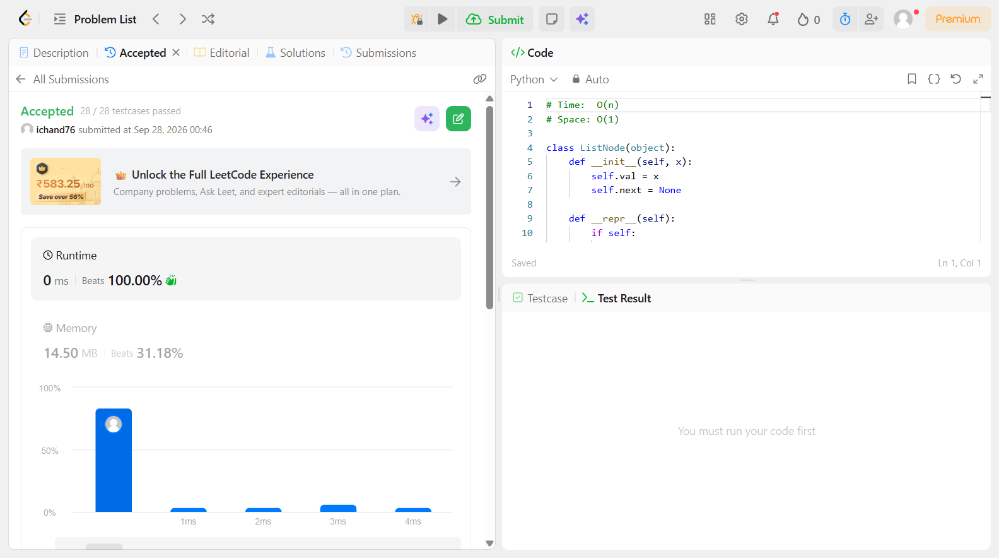 Problem List
Submit
0
Premium
Description
Accepted
Editorial
Solutions
Submissions
All Submissions
Accepted 28 / 28 testcases passed
ichand76 submitted at Sep 28, 2026 00:46
₹583.25/mo
Save over 56%
Unlock the Full LeetCode Experience
Company problems, Ask Leet, and expert editorials — all in one plan.
Runtime
0 ms Beats 100.00%
Memory
14.50 MB Beats 31.18%
100%
50%
0%
1ms 2ms 3ms 4ms
</> Code
Python Auto
1 # Time:  O(n)
2 # Space: O(1)
3
4 class ListNode(object):
5     def __init__(self, x):
6         self.val = x
7         self.next = None
8
9     def __repr__(self):
10         if self:
Saved Ln 1, Col 1
Testcase
Test Result
You must run your code first